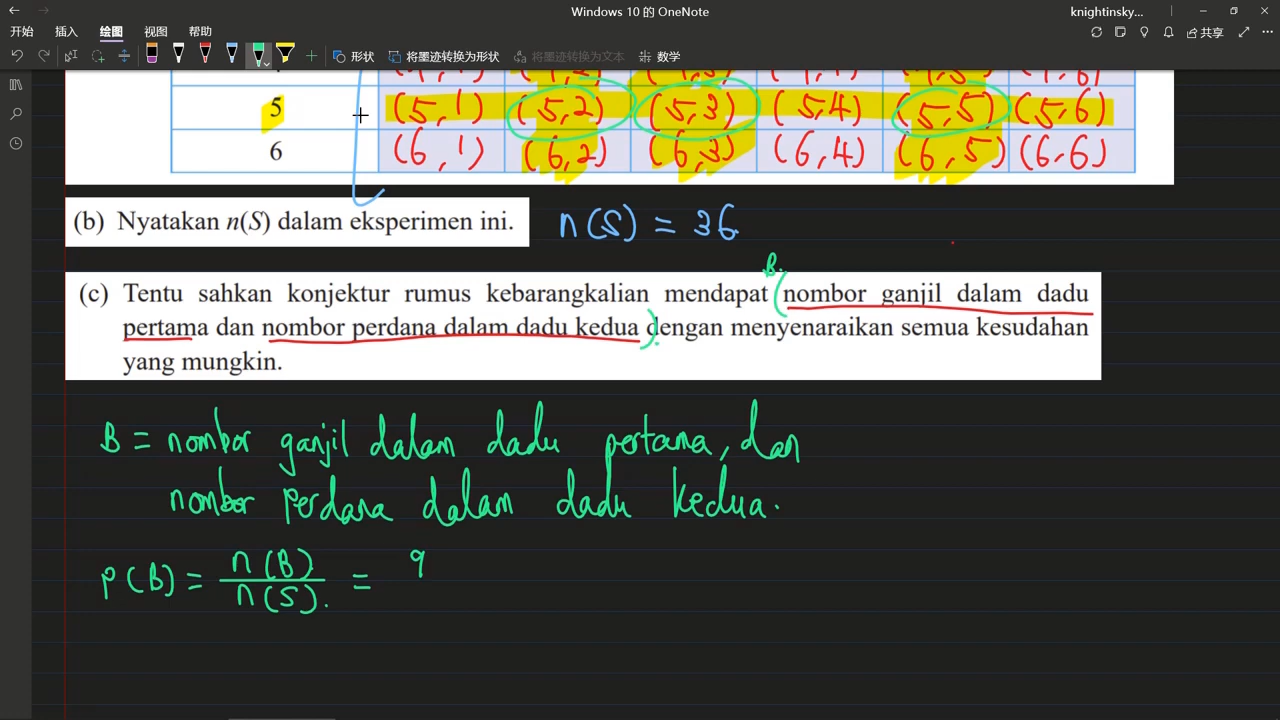 Windows 10 的 OneNote
knightinsky...
开始 插入 绘图 视图 帮助
共享
形状 将墨迹转换为形状 将墨迹转换为文本 数学
5 (5,1) (5,2) (5,3) (5,4) (5,5) (5,6)
6 (6,1) (6,2) (6,3) (6,4) (6,5) (6,6)
(b) Nyatakan n(S) dalam eksperimen ini. n(S) = 36
B.
(c) Tentu sahkan konjektur rumus kebarangkalian mendapat (nombor ganjil dalam dadu
pertama dan nombor perdana dalam dadu kedua) dengan menyenaraikan semua kesudahan
yang mungkin.
B = nombor ganjil dalam dadu pertama, dan
nombor perdana dalam dadu kedua.
P(B) = n(B) / n(S). = 9